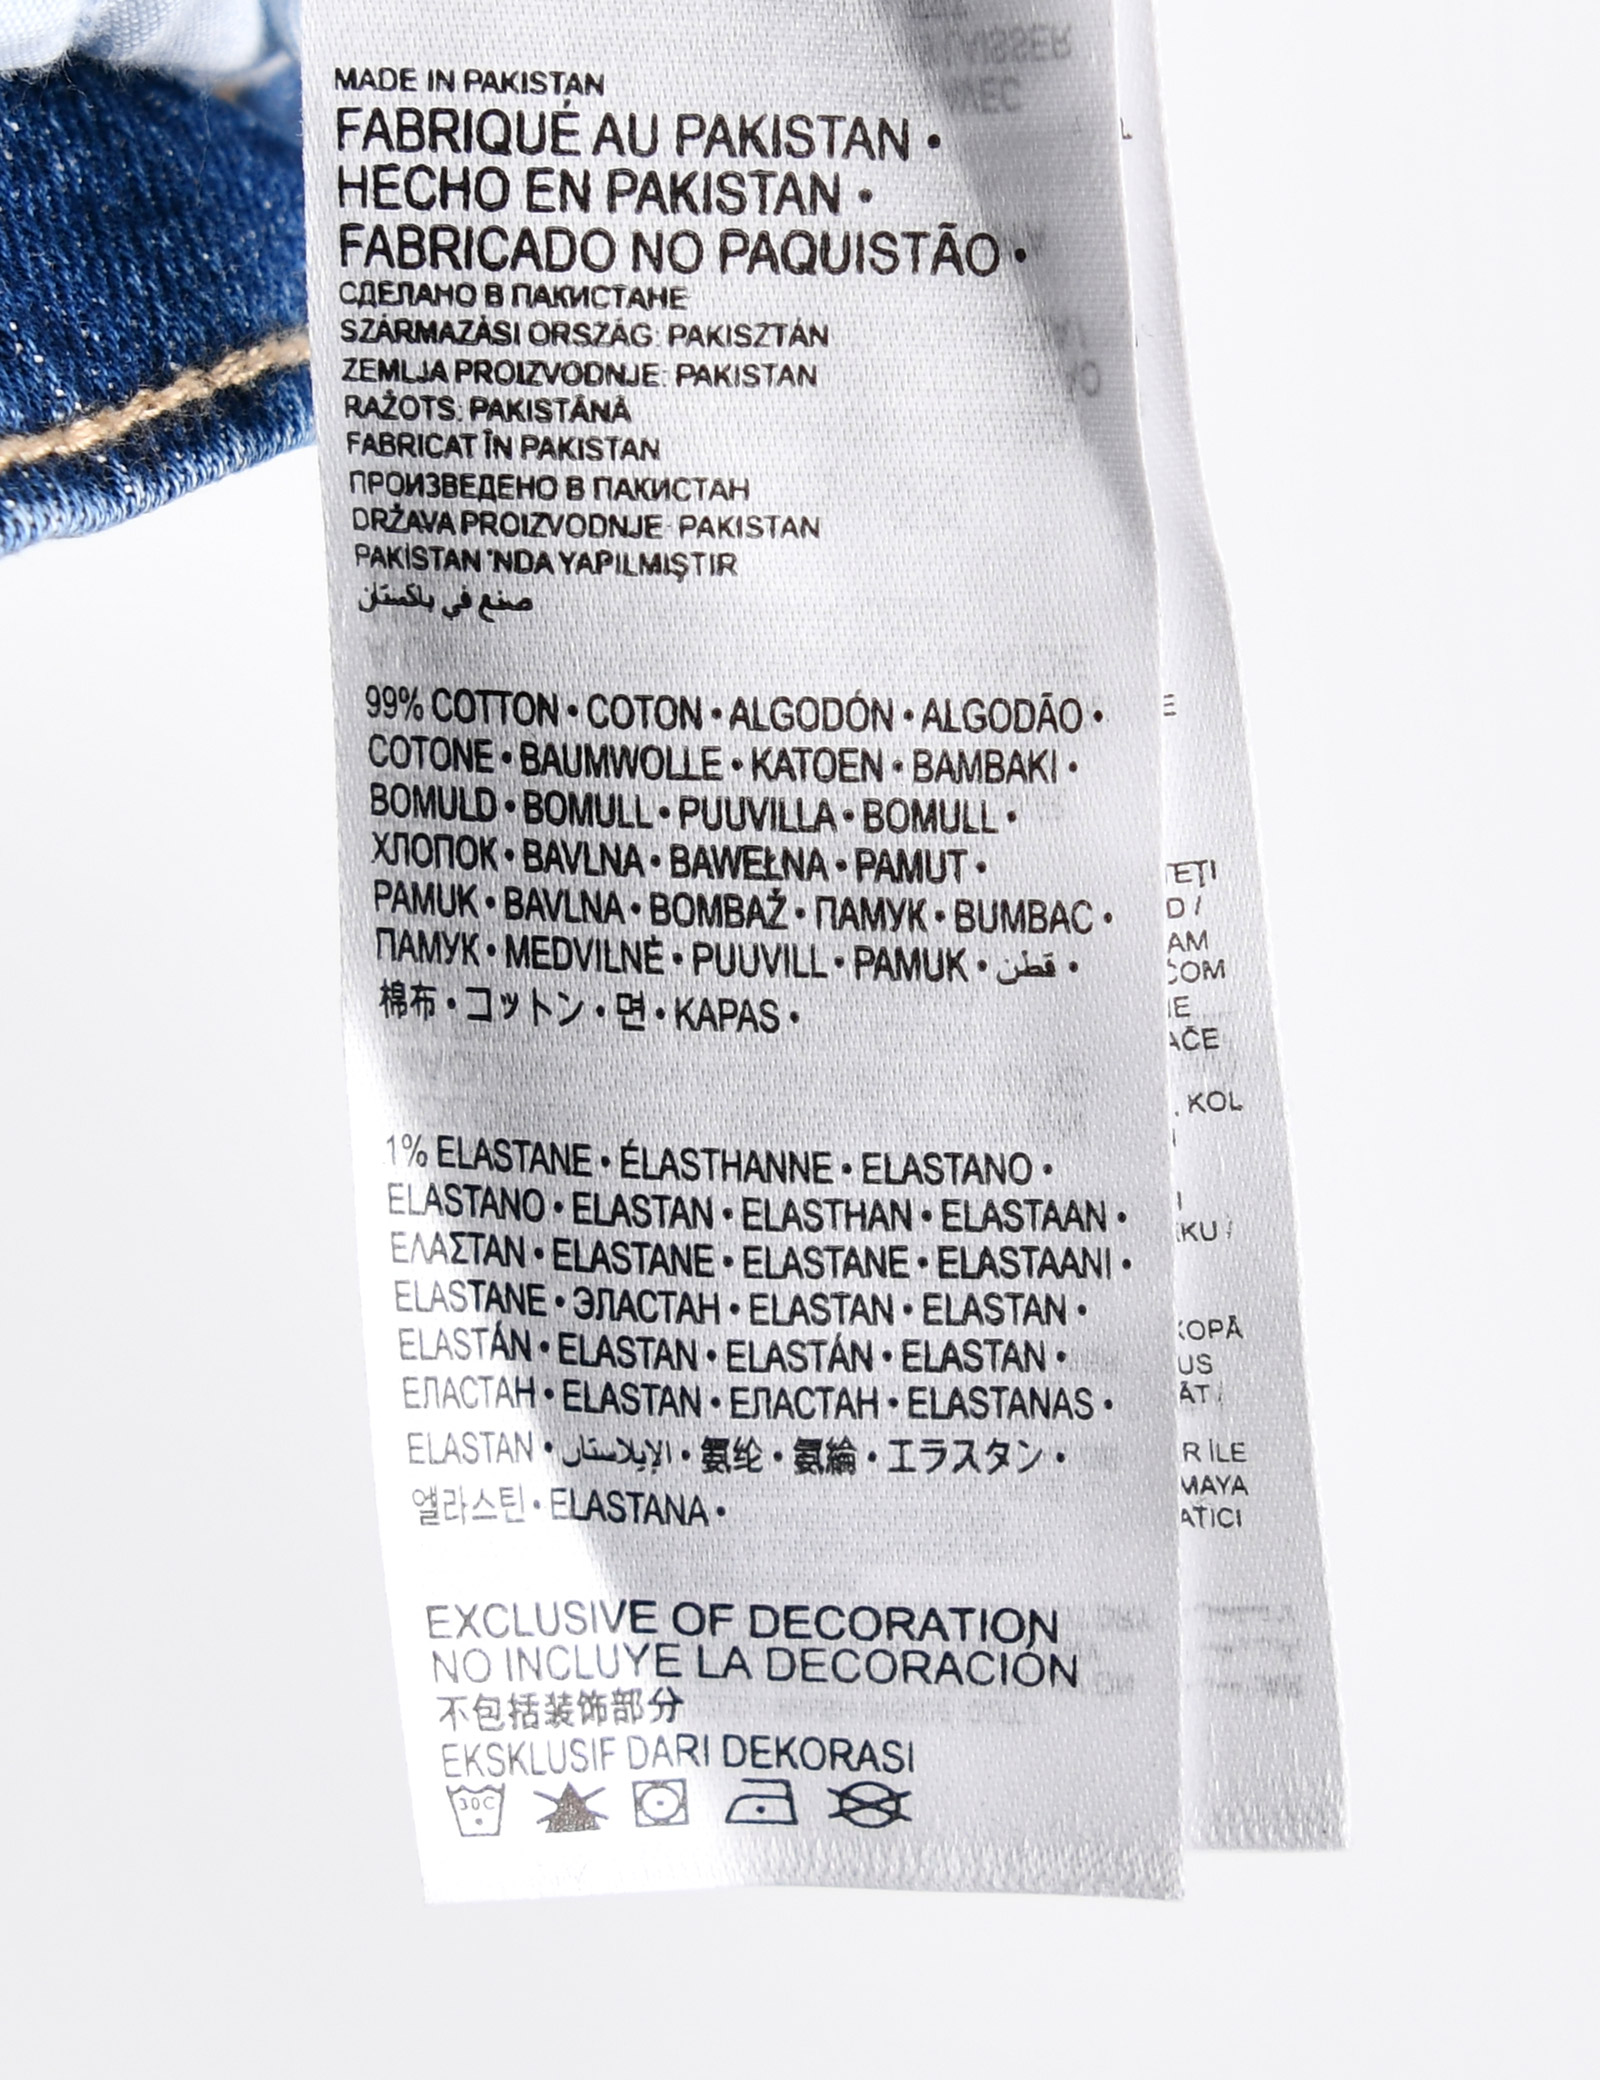 MADE IN PAKISTAN
FABRIQUÉ AU PAKISTAN •
HECHO EN PAKISTAN •
FABRICADO NO PAQUISTÃO •
СДЕЛАНО В ПАКИСТАНЕ
SZÁRMAZÁSI ORSZÁG: PAKISZTÁN
ZEMLJA PROIZVODNJE: PAKISTAN
RAŽOTS: PAKISTĀNĀ
FABRICAT ÎN PAKISTAN
ПРОИЗВЕДЕНО В ПАКИСТАН
DRŽAVA PROIZVODNJE: PAKISTAN
PAKİSTAN 'NDA YAPILMIŞTIR
صنع في باكستان
99% COTTON • COTON • ALGODÓN • ALGODÃO •
COTONE • BAUMWOLLE • KATOEN • BAMBAKI •
BOMULD • BOMULL • PUUVILLA • BOMULL •
ХЛОПОК • BAVLNA • BAWEŁNA • PAMUT •
PAMUK • BAVLNA • BOMBAŽ • ПАМУК • BUMBAC •
ПАМУК • MEDVILNĖ • PUUVILL • PAMUK • قطن •
棉布 • コットン • 면 • KAPAS •
1% ELASTANE • ÉLASTHANNE • ELASTANO •
ELASTANO • ELASTAN • ELASTHAN • ELASTAAN •
ΕΛΑΣΤΑΝ • ELASTANE • ELASTANE • ELASTAANI •
ELASTANE • ЭЛАСТАН • ELASTAN • ELASTAN •
ELASTÁN • ELASTAN • ELASTÁN • ELASTAN •
ЕЛАСТАН • ELASTAN • ЕЛАСТАН • ELASTANAS •
ELASTAN • الإيلاستان • 氨纶 • 氨綸 • エラスタン •
엘라스틴 • ELASTANA •
EXCLUSIVE OF DECORATION
NO INCLUYE LA DECORACIÓN
不包括装饰部分
EKSKLUSIF DARI DEKORASI
30C
KOL
R İLE